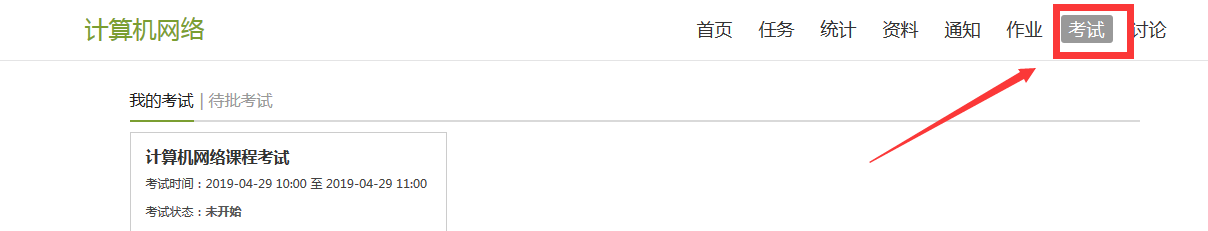 计算机网络
首页 任务 统计 资料 通知 作业 考试 讨论
我的考试 | 待批考试
计算机网络课程考试
考试时间：2019-04-29 10:00 至 2019-04-29 11:00
考试状态：未开始